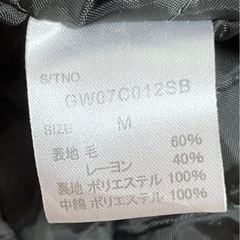 S/TNO.
GW07C012SB
SIZE M
表地 毛 60%
レーヨン 40%
裏地 ポリエステル 100%
中綿 ポリエステル 100%